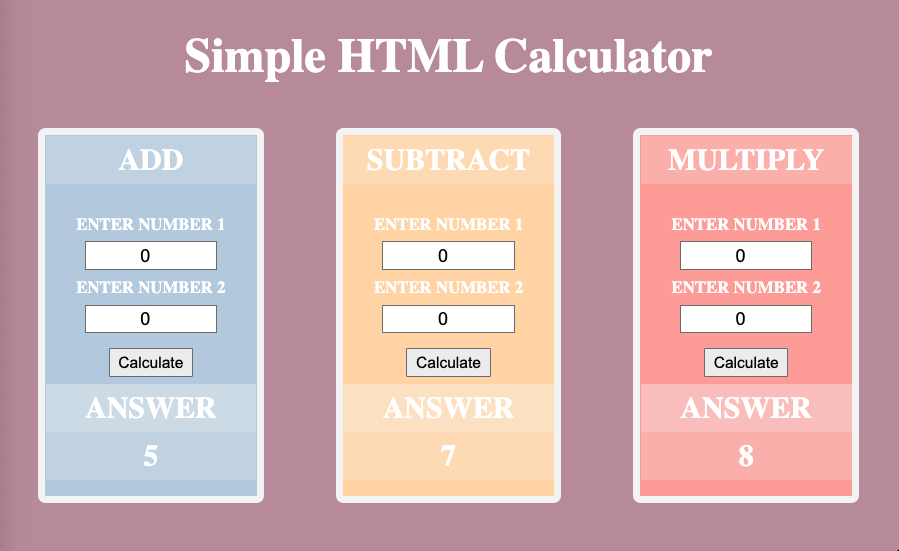 Simple HTML Calculator
ADD
ENTER NUMBER 1
0
ENTER NUMBER 2
0
Calculate
ANSWER
5
SUBTRACT
ENTER NUMBER 1
0
ENTER NUMBER 2
0
Calculate
ANSWER
7
MULTIPLY
ENTER NUMBER 1
0
ENTER NUMBER 2
0
Calculate
ANSWER
8